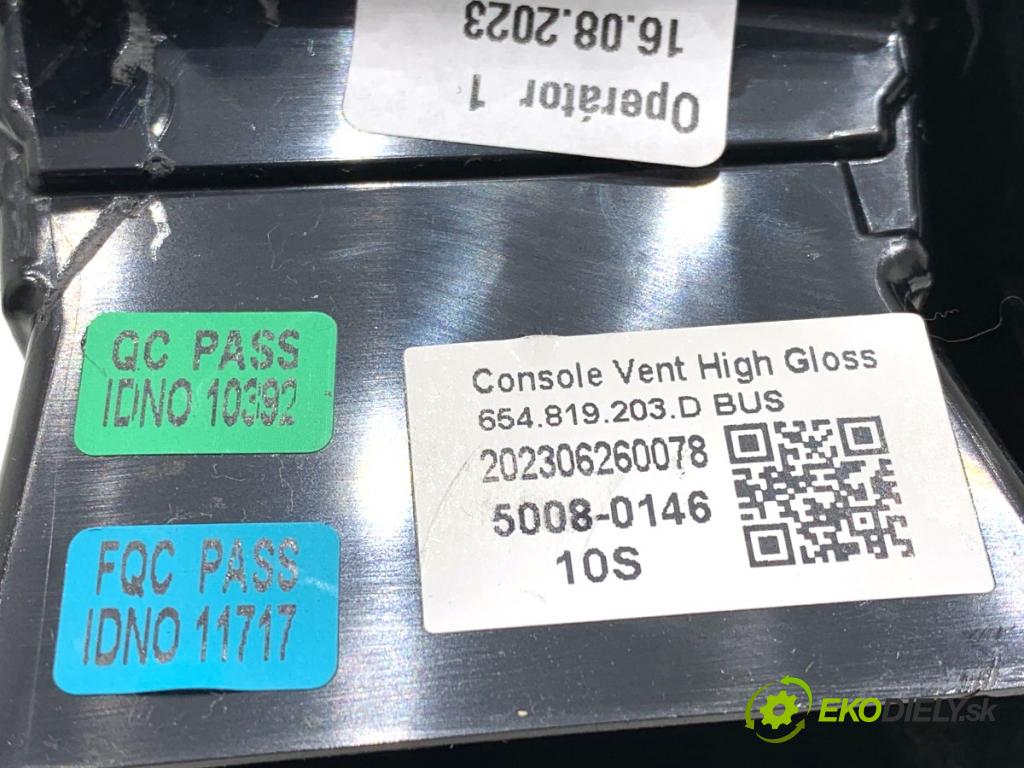 Operátor 1
16.08.2023
QC PASS
IDNO 10392
Console Vent High Gloss
654.819.203.D BUS
202306260078
5008-0146
10S
FQC PASS
IDNO 11717
EKODIELY.sk